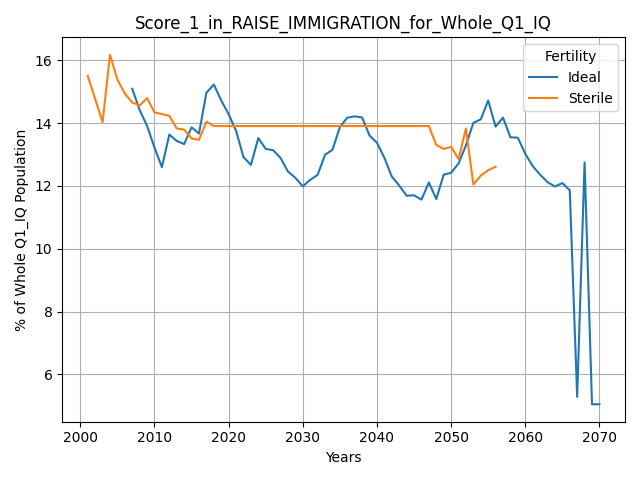 Score_1_in_RAISE_IMMIGRATION_for_Whole_Q1_IQ
Fertility
Ideal
Sterile
% of Whole Q1_IQ Population
16
14
12
10
8
6
2000 2010 2020 2030 2040 2050 2060 2070
Years